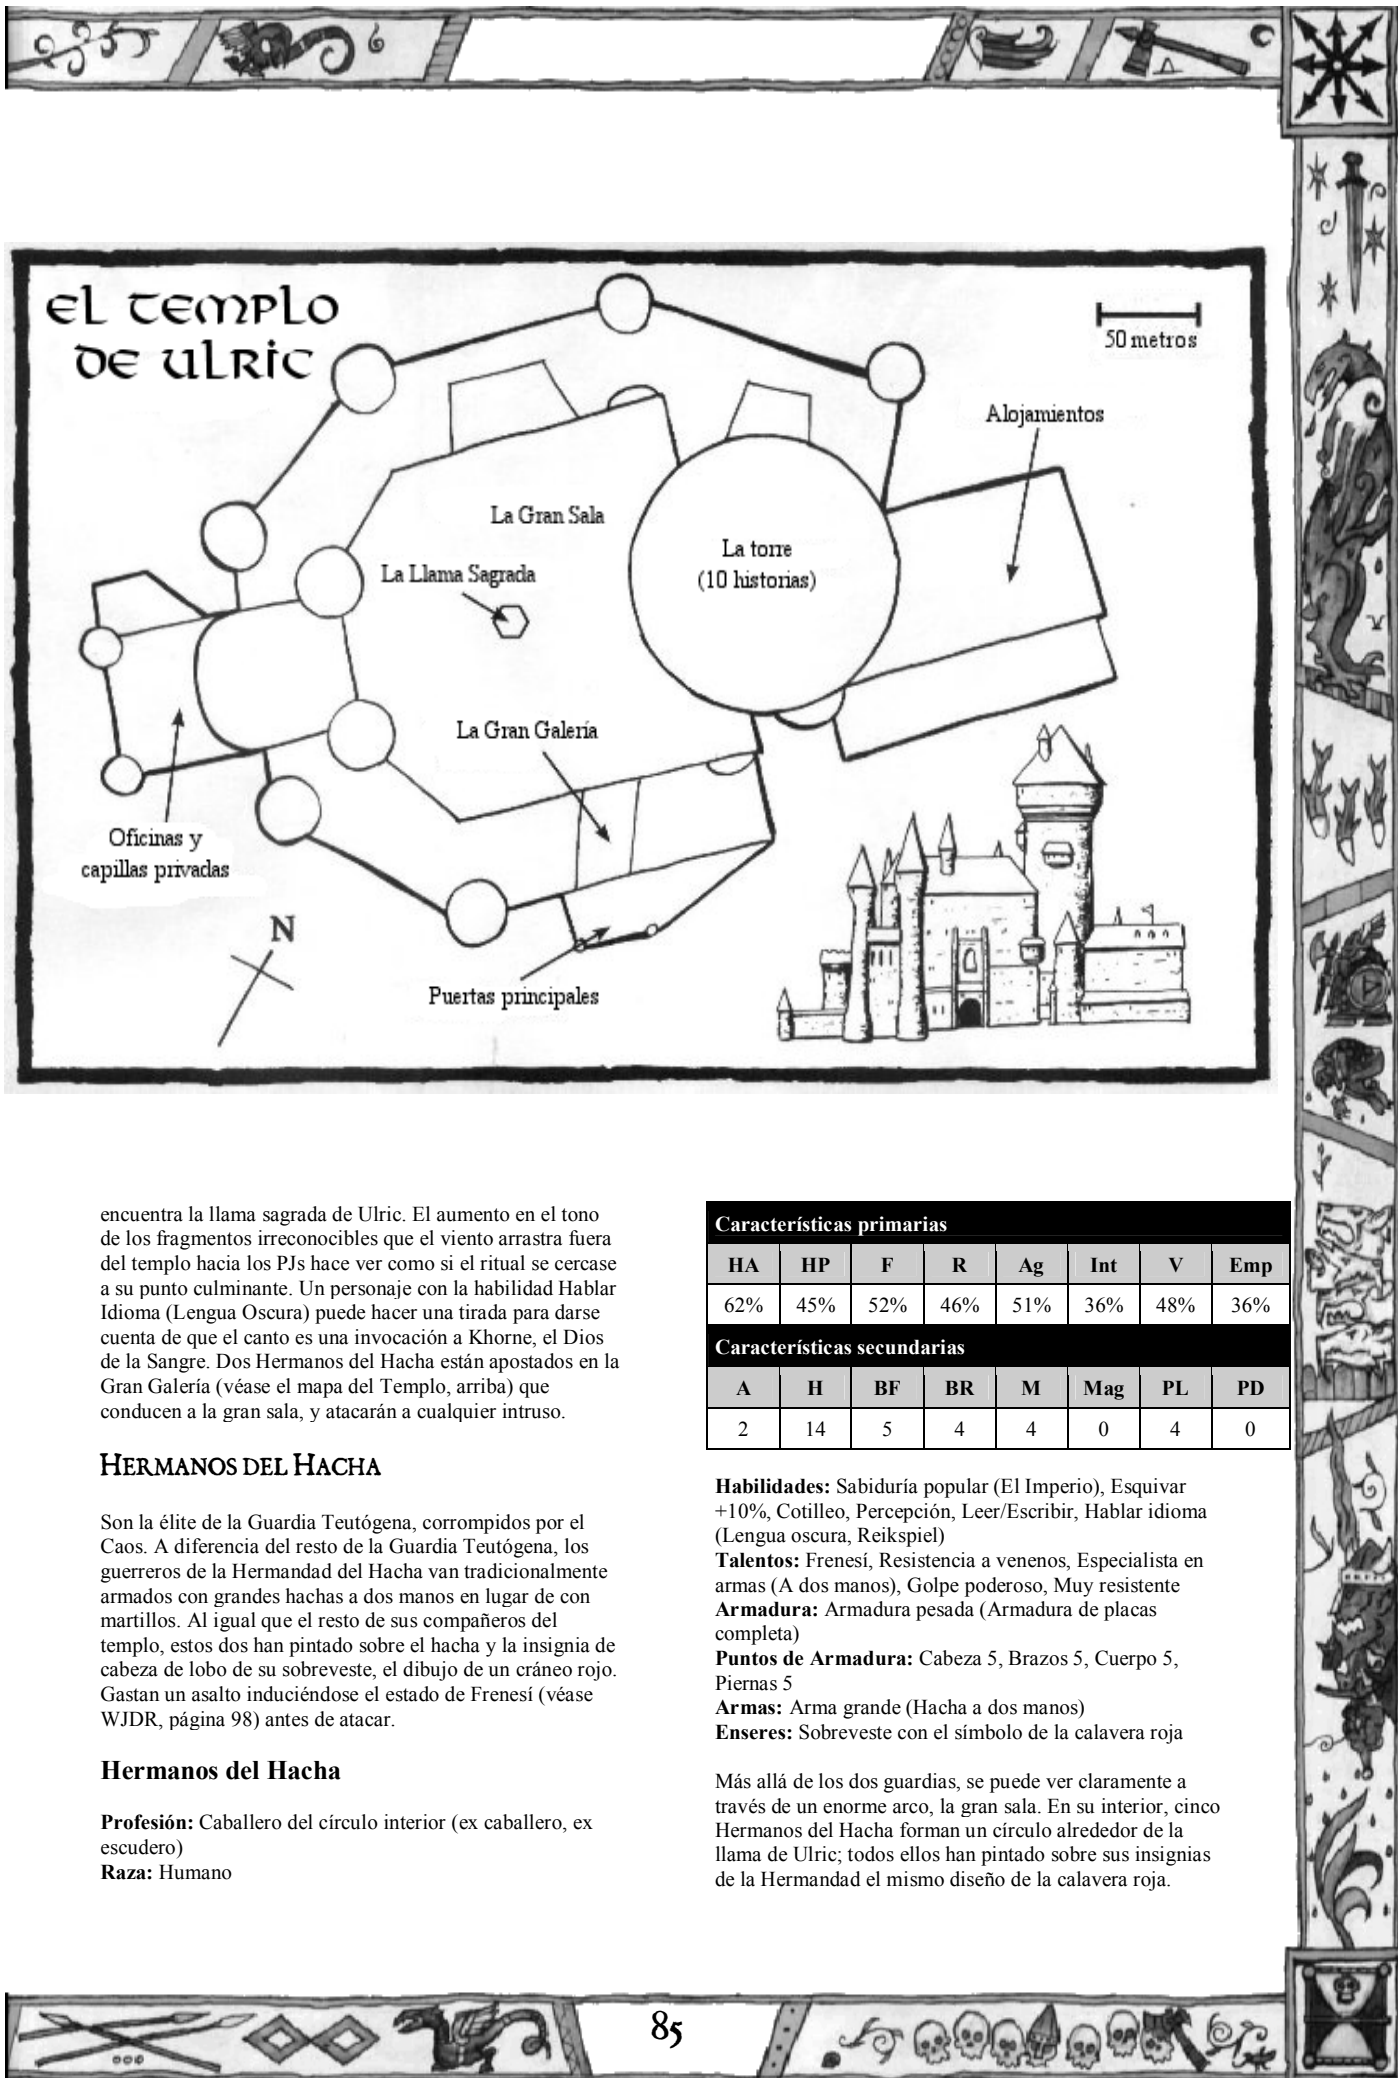 EL TEMPLO
DE ULRIC
50 metros
Alojamientos
La Gran Sala
La torre
(10 historias)
La Llama Sagrada
La Gran Galería
Oficinas y
capillas privadas
N
Puertas principales
encuentra la llama sagrada de Ulric. El aumento en el tono
de los fragmentos irreconocibles que el viento arrastra fuera
del templo hacia los PJs hace ver como si el ritual se cercase
a su punto culminante. Un personaje con la habilidad Hablar
Idioma (Lengua Oscura) puede hacer una tirada para darse
cuenta de que el canto es una invocación a Khorne, el Dios
de la Sangre. Dos Hermanos del Hacha están apostados en la
Gran Galería (véase el mapa del Templo, arriba) que
conducen a la gran sala, y atacarán a cualquier intruso.
HERMANOS DEL HACHA
Son la élite de la Guardia Teutógena, corrompidos por el
Caos. A diferencia del resto de la Guardia Teutógena, los
guerreros de la Hermandad del Hacha van tradicionalmente
armados con grandes hachas a dos manos en lugar de con
martillos. Al igual que el resto de sus compañeros del
templo, estos dos han pintado sobre el hacha y la insignia de
cabeza de lobo de su sobreveste, el dibujo de un cráneo rojo.
Gastan un asalto induciéndose el estado de Frenesí (véase
WJDR, página 98) antes de atacar.
Hermanos del Hacha
Profesión: Caballero del círculo interior (ex caballero, ex
escudero)
Raza: Humano
Características primarias
HA HP F R Ag Int V Emp
62% 45% 52% 46% 51% 36% 48% 36%
Características secundarias
A H BF BR M Mag PL PD
2 14 5 4 4 0 4 0
Habilidades: Sabiduría popular (El Imperio), Esquivar
+10%, Cotilleo, Percepción, Leer/Escribir, Hablar idioma
(Lengua oscura, Reikspiel)
Talentos: Frenesí, Resistencia a venenos, Especialista en
armas (A dos manos), Golpe poderoso, Muy resistente
Armadura: Armadura pesada (Armadura de placas
completa)
Puntos de Armadura: Cabeza 5, Brazos 5, Cuerpo 5,
Piernas 5
Armas: Arma grande (Hacha a dos manos)
Enseres: Sobreveste con el símbolo de la calavera roja
Más allá de los dos guardias, se puede ver claramente a
través de un enorme arco, la gran sala. En su interior, cinco
Hermanos del Hacha forman un círculo alrededor de la
llama de Ulric; todos ellos han pintado sobre sus insignias
de la Hermandad el mismo diseño de la calavera roja.
85